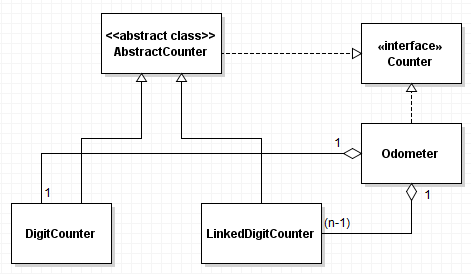 <<abstract class>>
AbstractCounter
«interface»
Counter
1
Odometer
1
1
DigitCounter
LinkedDigitCounter
(n-1)